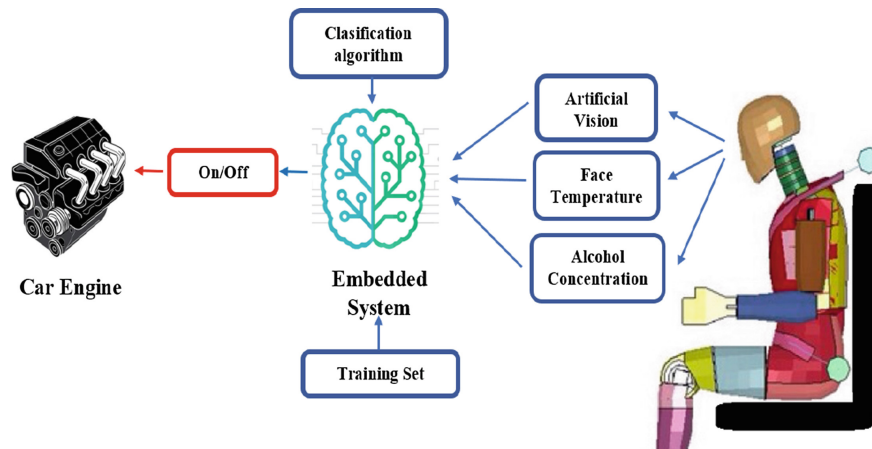 Clasification
algorithm
Artificial
Vision
On/Off
Face
Temperature
Alcohol
Concentration
Car Engine
Embedded
System
Training Set